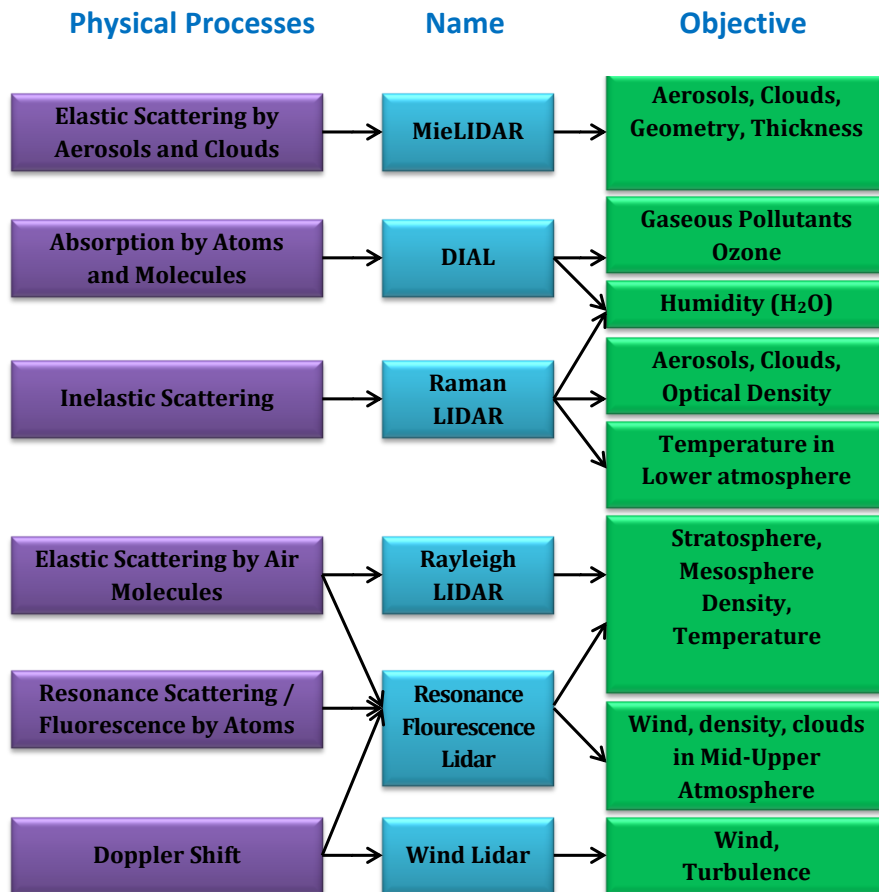 Physical Processes Name Objective
Elastic Scattering by
Aerosols and Clouds
MieLIDAR
Aerosols, Clouds,
Geometry, Thickness
Absorption by Atoms
and Molecules
DIAL
Gaseous Pollutants
Ozone
Humidity (H₂O)
Inelastic Scattering
Raman
LIDAR
Aerosols, Clouds,
Optical Density
Temperature in
Lower atmosphere
Elastic Scattering by Air
Molecules
Rayleigh
LIDAR
Stratosphere,
Mesosphere
Density,
Temperature
Resonance Scattering /
Fluorescence by Atoms
Resonance
Flourescence
Lidar
Wind, density, clouds
in Mid-Upper
Atmosphere
Doppler Shift
Wind Lidar
Wind,
Turbulence